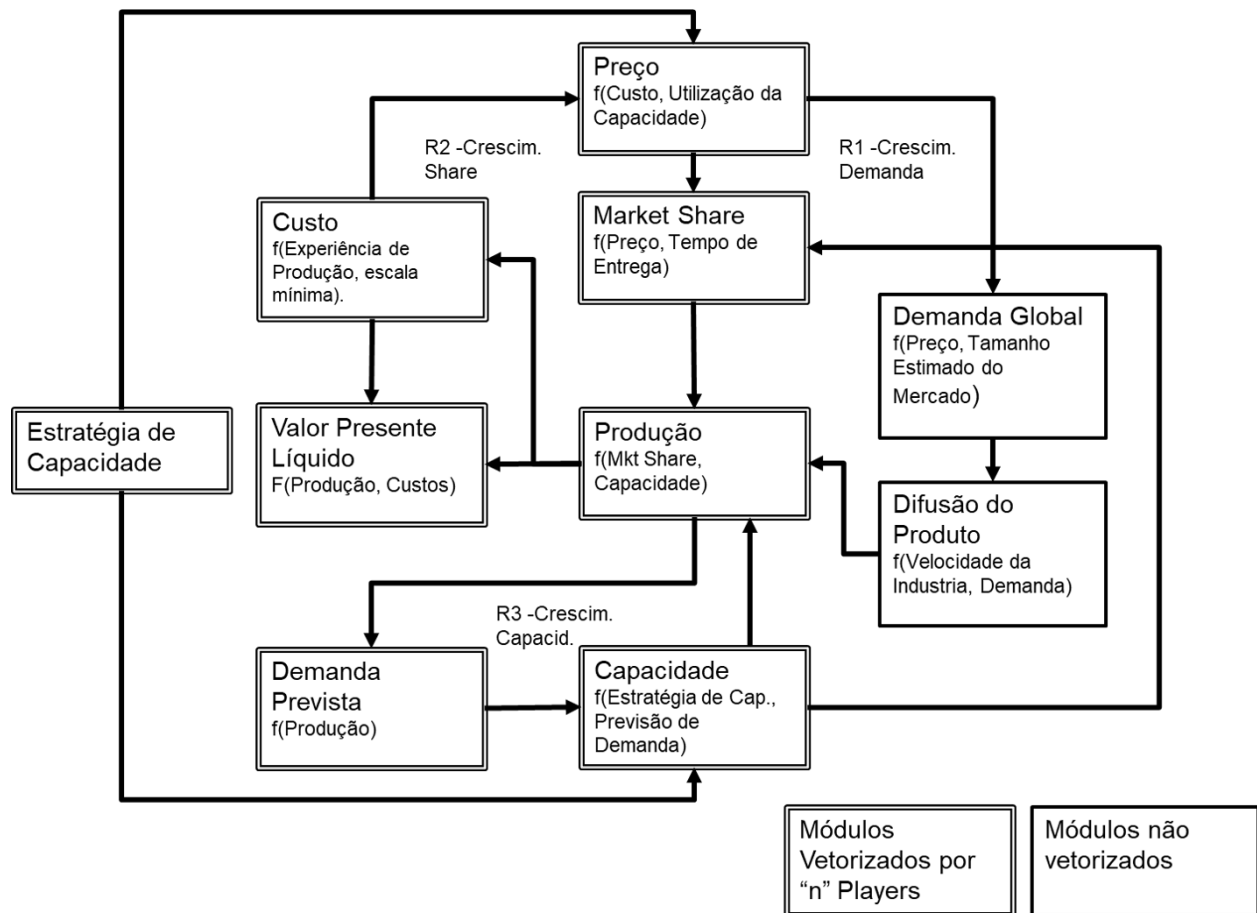 Preço
f(Custo, Utilização da
Capacidade)
R2 -Crescim.
Share
R1 -Crescim.
Demanda
Custo
f(Experiência de
Produção, escala
mínima).
Market Share
f(Preço, Tempo de
Entrega)
Demanda Global
f(Preço, Tamanho
Estimado do
Mercado)
Estratégia de
Capacidade
Valor Presente
Líquido
F(Produção, Custos)
Produção
f(Mkt Share,
Capacidade)
Difusão do
Produto
f(Velocidade da
Industria, Demanda)
R3 -Crescim.
Capacid.
Demanda
Prevista
f(Produção)
Capacidade
f(Estratégia de Cap.,
Previsão de
Demanda)
Módulos
Vetorizados por
“n” Players
Módulos não
vetorizados